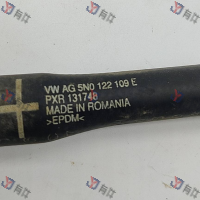 VW AG 5N0 122 109 E
PXR 131748
MADE IN ROMANIA
>EPDM<